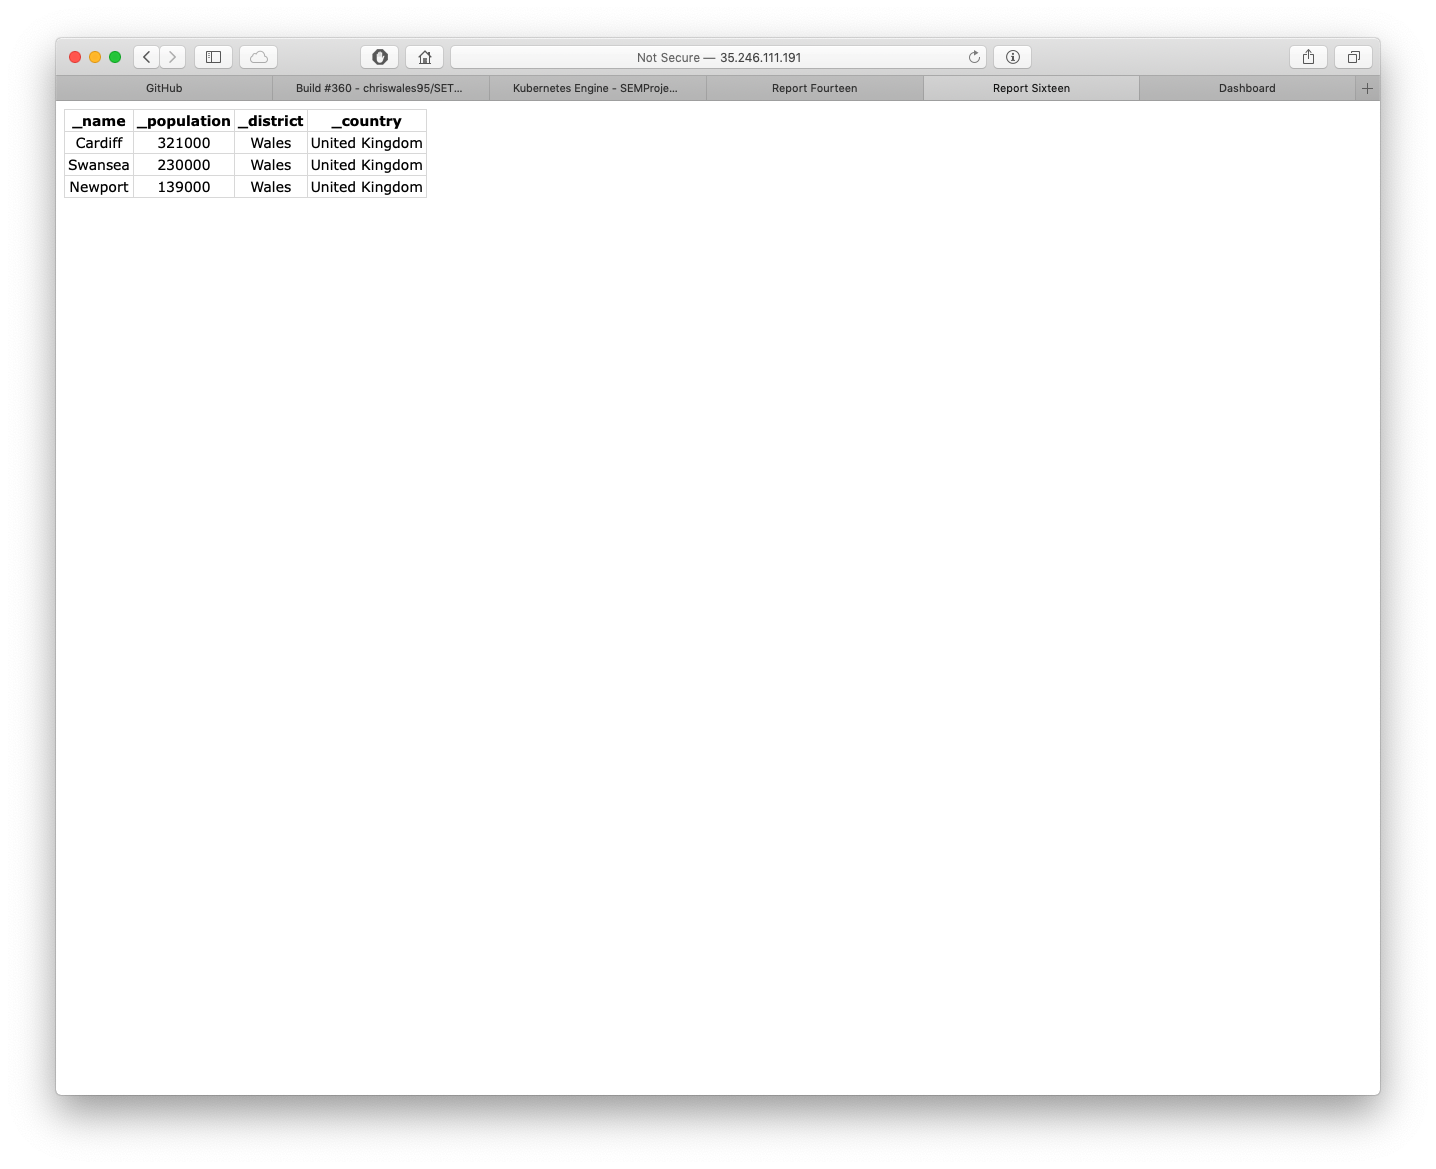 Not Secure — 35.246.111.191
GitHub Build #360 - chriswales95/SET... Kubernetes Engine - SEMProje... Report Fourteen Report Sixteen Dashboard
_name _population _district _country
Cardiff 321000 Wales United Kingdom
Swansea 230000 Wales United Kingdom
Newport 139000 Wales United Kingdom